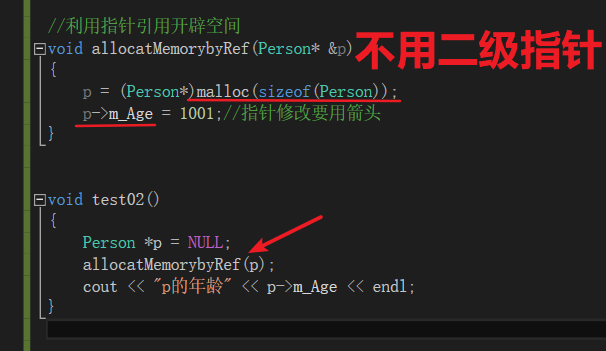 //利用指针引用开辟空间
void allocatMemorybyRef(Person* &p)
不用二级指针
{
p = (Person*)malloc(sizeof(Person));
p->m_Age = 1001;//指针修改要用箭头
}
void test02()
{
Person *p = NULL;
allocatMemorybyRef(p);
cout << "p的年龄" << p->m_Age << endl;
}